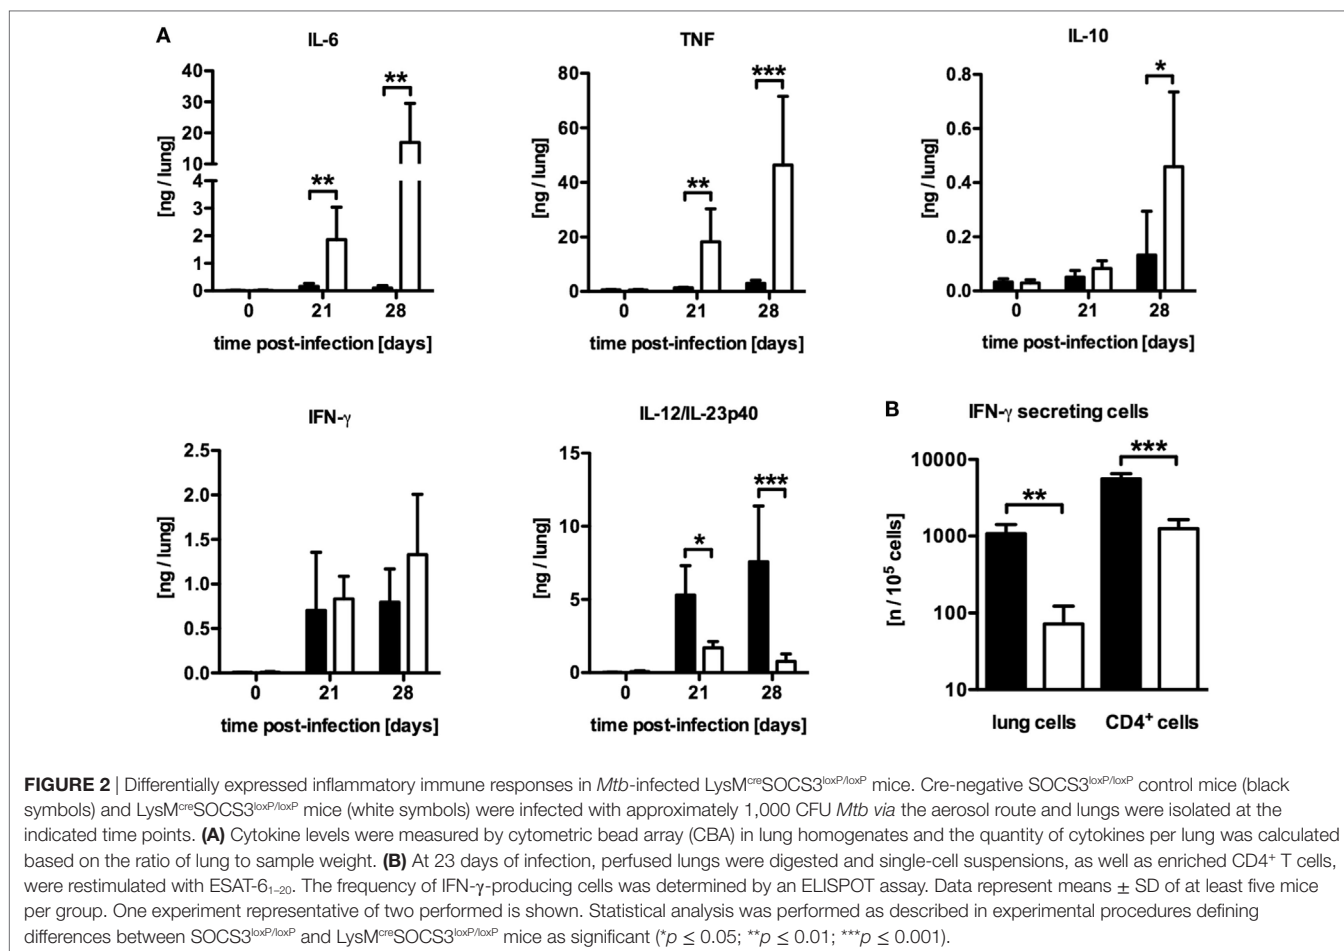 A
IL-6
TNF
IL-10
[ng / lung]
40
30
20
10
4
3
2
1
0
**
**
0 21 28
time post-infection [days]
[ng / lung]
80
60
40
20
0
**
***
0 21 28
time post-infection [days]
[ng / lung]
0.8
0.6
0.4
0.2
0.0
*
0 21 28
time post-infection [days]
IFN-γ
[ng / lung]
2.5
2.0
1.5
1.0
0.5
0.0
0 21 28
time post-infection [days]
IL-12/IL-23p40
[ng / lung]
15
10
5
0
*
***
0 21 28
time post-infection [days]
B
IFN-γ secreting cells
[n / 10⁵ cells]
10000
1000
100
10
**
***
lung cells CD4⁺ cells
FIGURE 2 | Differentially expressed inflammatory immune responses in Mtb-infected LysMᶜʳᵉSOCS3ˡᵒˣᴾ/ˡᵒˣᴾ mice. Cre-negative SOCS3ˡᵒˣᴾ/ˡᵒˣᴾ control mice (black
symbols) and LysMᶜʳᵉSOCS3ˡᵒˣᴾ/ˡᵒˣᴾ mice (white symbols) were infected with approximately 1,000 CFU Mtb via the aerosol route and lungs were isolated at the
indicated time points. (A) Cytokine levels were measured by cytometric bead array (CBA) in lung homogenates and the quantity of cytokines per lung was calculated
based on the ratio of lung to sample weight. (B) At 23 days of infection, perfused lungs were digested and single-cell suspensions, as well as enriched CD4⁺ T cells,
were restimulated with ESAT-6₁₋₂₀. The frequency of IFN-γ-producing cells was determined by an ELISPOT assay. Data represent means ± SD of at least five mice
per group. One experiment representative of two performed is shown. Statistical analysis was performed as described in experimental procedures defining
differences between SOCS3ˡᵒˣᴾ/ˡᵒˣᴾ and LysMᶜʳᵉSOCS3ˡᵒˣᴾ/ˡᵒˣᴾ mice as significant (*p ≤ 0.05; **p ≤ 0.01; ***p ≤ 0.001).